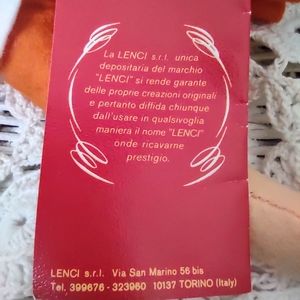 La LENCI s.r.l. unica
depositaria del marchio
"LENCI" si rende garante
delle proprie creazioni originali
e pertanto diffida chiunque
dall'usare in qualsivoglia
maniera il nome "LENCI"
onde ricavarne
prestigio.
LENCI s.r.l. Via San Marino 56 bis
Tel. 399676 - 323960 10137 TORINO (Italy)